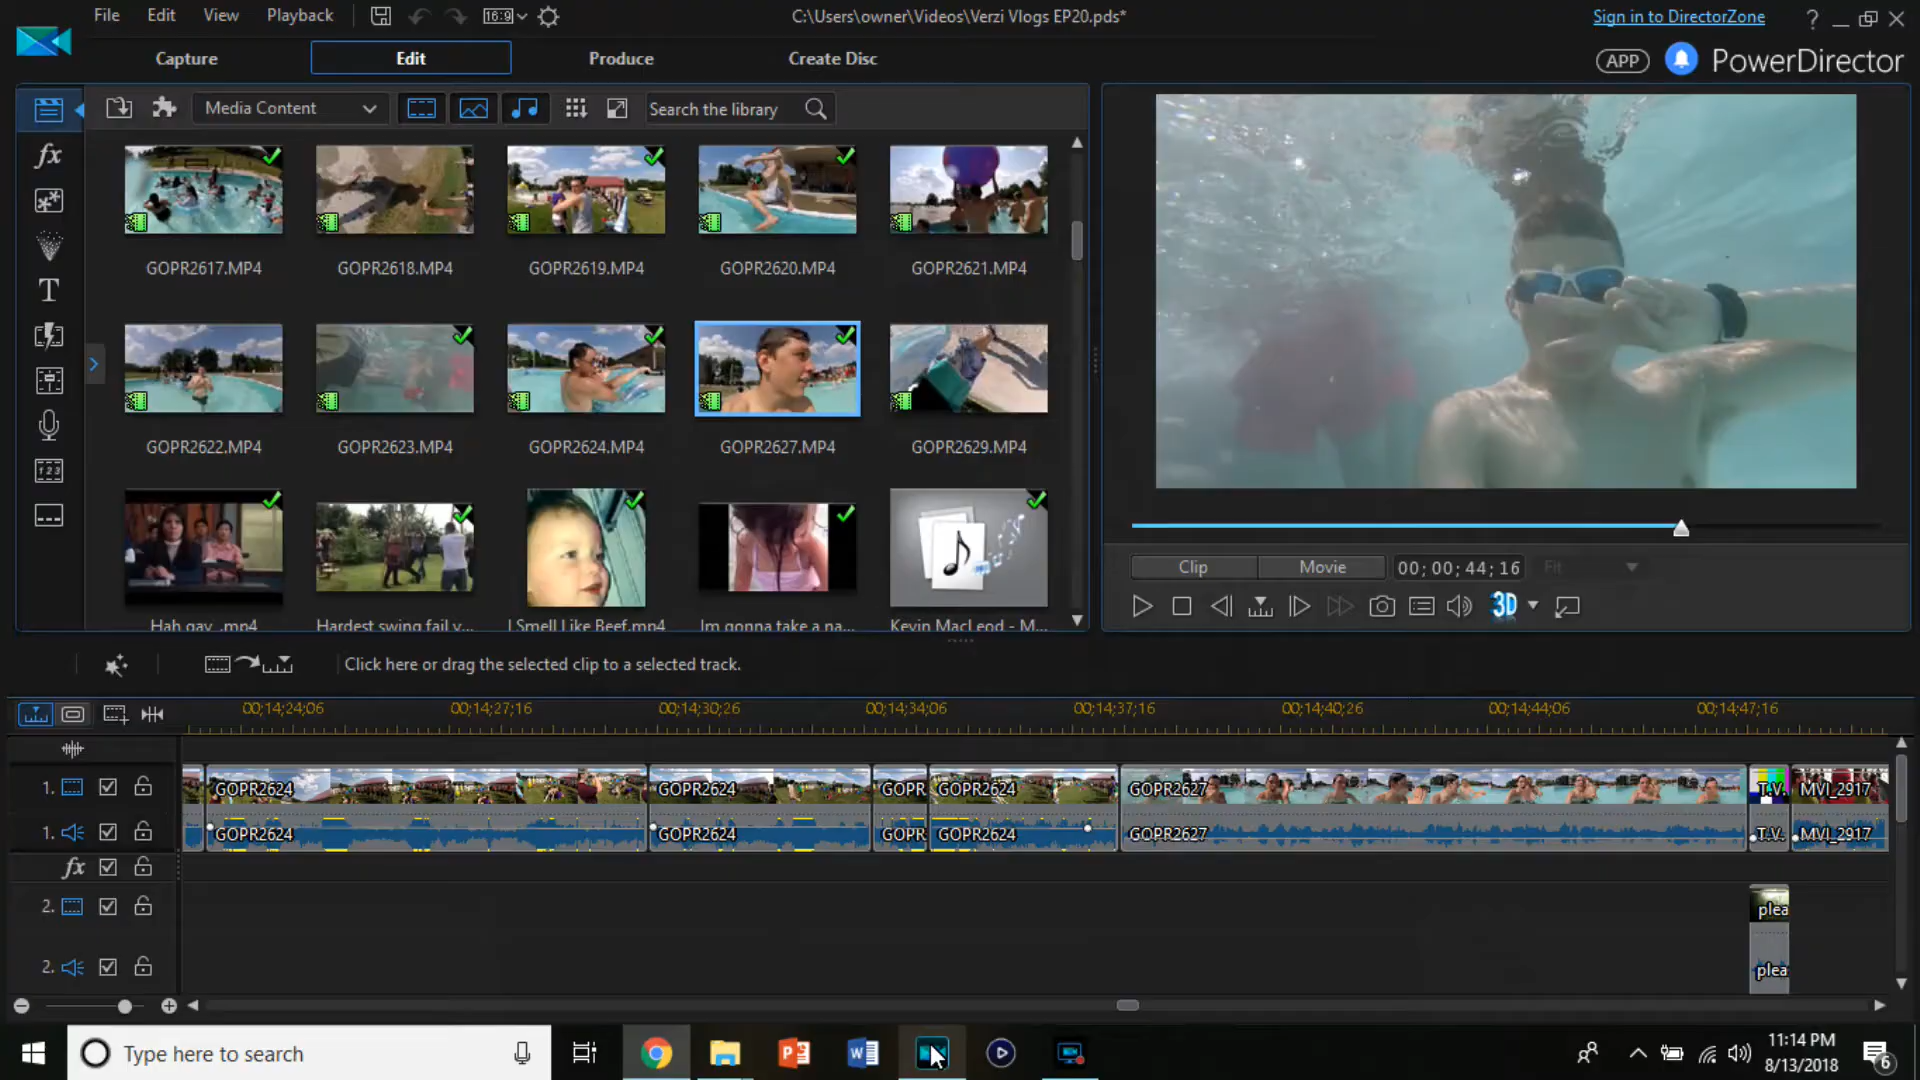 File Edit View Playback 16:9 C:\Users\owner\Videos\Verzi Vlogs EP20.pds* Sign in to DirectorZone ?
Capture Edit Produce Create Disc APP PowerDirector
Media Content Search the library
GOPR2617.MP4 GOPR2618.MP4 GOPR2619.MP4 GOPR2620.MP4 GOPR2621.MP4
GOPR2622.MP4 GOPR2623.MP4 GOPR2624.MP4 GOPR2627.MP4 GOPR2629.MP4
Hah gay .mp4 Hardest swing fail v... I Smell Like Beef.mp4 Im gonna take a na... Kevin MacLeod - M...
Clip Movie 00;00;44;16 Fit
3D
Click here or drag the selected clip to a selected track.
00;14;24;06 00;14;27;16 00;14;30;26 00;14;34;06 00;14;37;16 00;14;40;26 00;14;44;06 00;14;47;16
1. GOPR2624 GOPR2624 GOPR GOPR2624 GOPR2627 T.V. MVI_2917
1. GOPR2624 GOPR2624 GOPR GOPR2624 GOPR2627 T.V. MVI_2917
fx
2. plea
2. plea
Type here to search 11:14 PM
8/13/2018 6